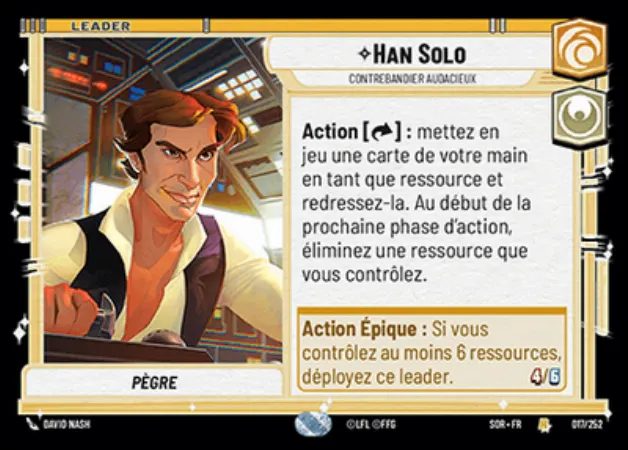 LEADER
HAN SOLO
CONTREBANDIER AUDACIEUX
Action [ ] : mettez en
jeu une carte de votre main
en tant que ressource et
redressez-la. Au début de la
prochaine phase d'action,
éliminez une ressource que
vous contrôlez.
Action Épique : Si vous
contrôlez au moins 6 ressources,
déployez ce leader. 4/6
PÈGRE
DAVID NASH ©LFL ©FFG SOR • FR 017/252